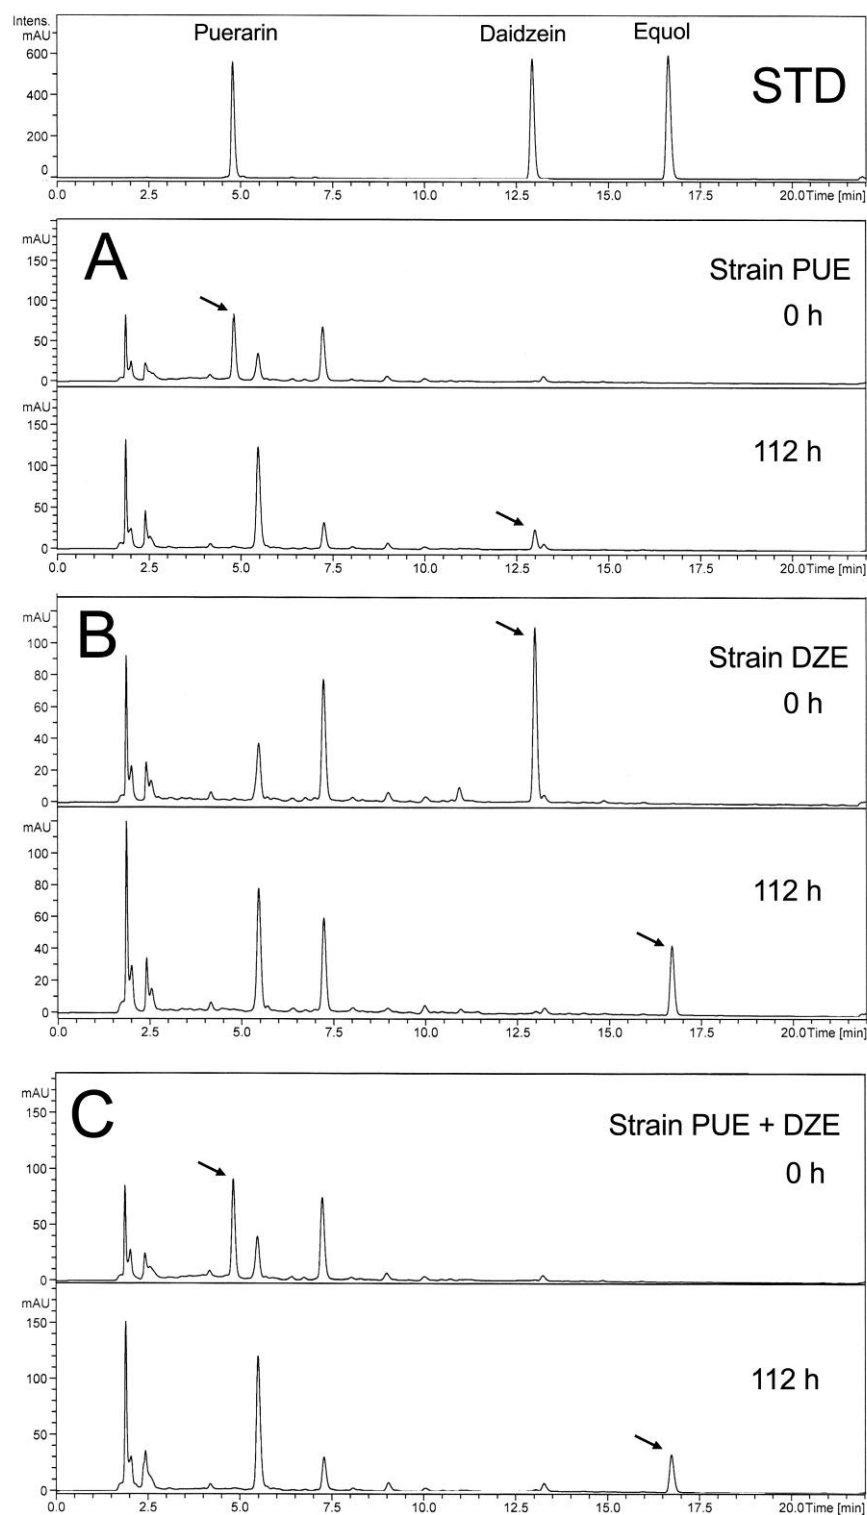 Intens.
mAU
Puerarin
Daidzein
Equol
STD
600
400
200
0
0.0 2.5 5.0 7.5 10.0 12.5 15.0 17.5 20.0 Time [min]
mAU
A
Strain PUE
0 h
150
100
50
0
mAU
112 h
150
100
50
0
0.0 2.5 5.0 7.5 10.0 12.5 15.0 17.5 20.0 Time [min]
mAU
B
Strain DZE
0 h
100
80
60
40
20
0
mAU
112 h
100
80
60
40
20
0
0.0 2.5 5.0 7.5 10.0 12.5 15.0 17.5 20.0 Time [min]
mAU
C
Strain PUE + DZE
0 h
150
100
50
0
mAU
112 h
150
100
50
0
0.0 2.5 5.0 7.5 10.0 12.5 15.0 17.5 20.0 Time [min]